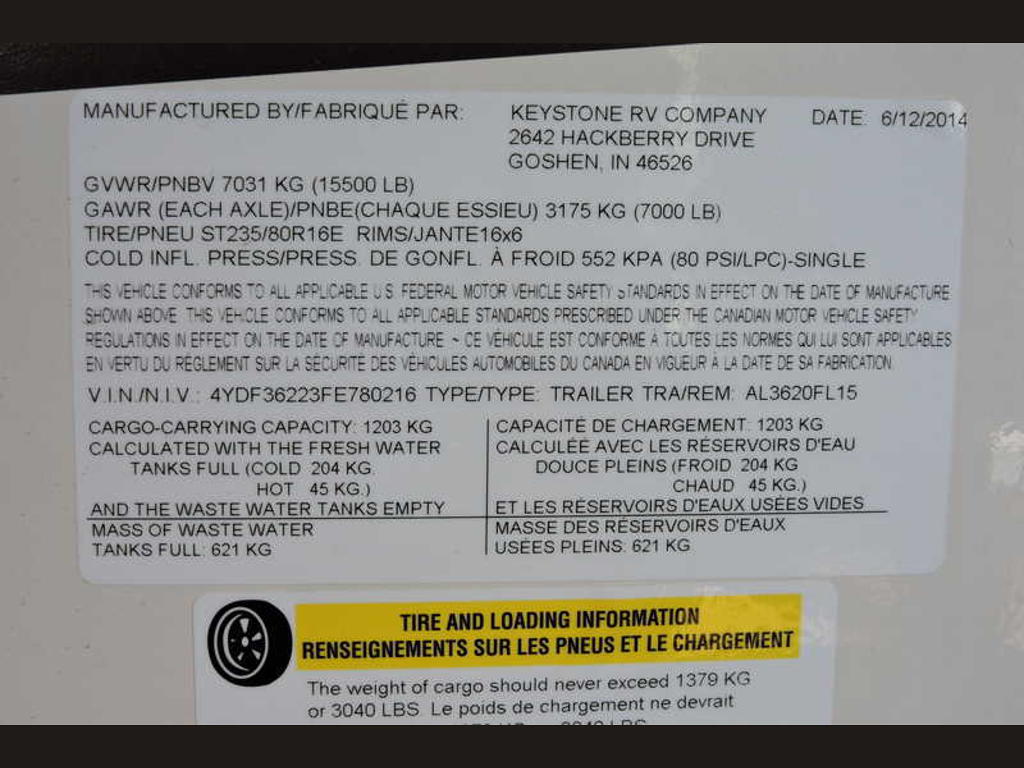 MANUFACTURED BY/FABRIQUÉ PAR: KEYSTONE RV COMPANY DATE: 6/12/2014
2642 HACKBERRY DRIVE
GOSHEN, IN 46526
GVWR/PNBV 7031 KG (15500 LB)
GAWR (EACH AXLE)/PNBE(CHAQUE ESSIEU) 3175 KG (7000 LB)
TIRE/PNEU ST235/80R16E RIMS/JANTE16x6
COLD INFL. PRESS/PRESS. DE GONFL. À FROID 552 KPA (80 PSI/LPC)-SINGLE
THIS VEHICLE CONFORMS TO ALL APPLICABLE U.S. FEDERAL MOTOR VEHICLE SAFETY STANDARDS IN EFFECT ON THE DATE OF MANUFACTURE
SHOWN ABOVE. THIS VEHICLE CONFORMS TO ALL APPLICABLE STANDARDS PRESCRIBED UNDER THE CANADIAN MOTOR VEHICLE SAFETY
REGULATIONS IN EFFECT ON THE DATE OF MANUFACTURE ~ CE VÉHICULE EST CONFORME À TOUTES LES NORMES QUI LUI SONT APPLICABLES
EN VERTU DU RÈGLEMENT SUR LA SÉCURITÉ DES VÉHICULES AUTOMOBILES DU CANADA EN VIGUEUR À LA DATE DE SA FABRICATION.
V.I.N./N.I.V.: 4YDF36223FE780216 TYPE/TYPE: TRAILER TRA/REM: AL3620FL15
CARGO-CARRYING CAPACITY: 1203 KG
CALCULATED WITH THE FRESH WATER
TANKS FULL (COLD 204 KG.
HOT 45 KG.)
AND THE WASTE WATER TANKS EMPTY
MASS OF WASTE WATER
TANKS FULL: 621 KG
CAPACITÉ DE CHARGEMENT: 1203 KG
CALCULÉE AVEC LES RÉSERVOIRS D'EAU
DOUCE PLEINS (FROID 204 KG
CHAUD 45 KG.)
ET LES RÉSERVOIRS D'EAUX USÉES VIDES
MASSE DES RÉSERVOIRS D'EAUX
USÉES PLEINS: 621 KG
TIRE AND LOADING INFORMATION
RENSEIGNEMENTS SUR LES PNEUS ET LE CHARGEMENT
The weight of cargo should never exceed 1379 KG
or 3040 LBS. Le poids de chargement ne devrait